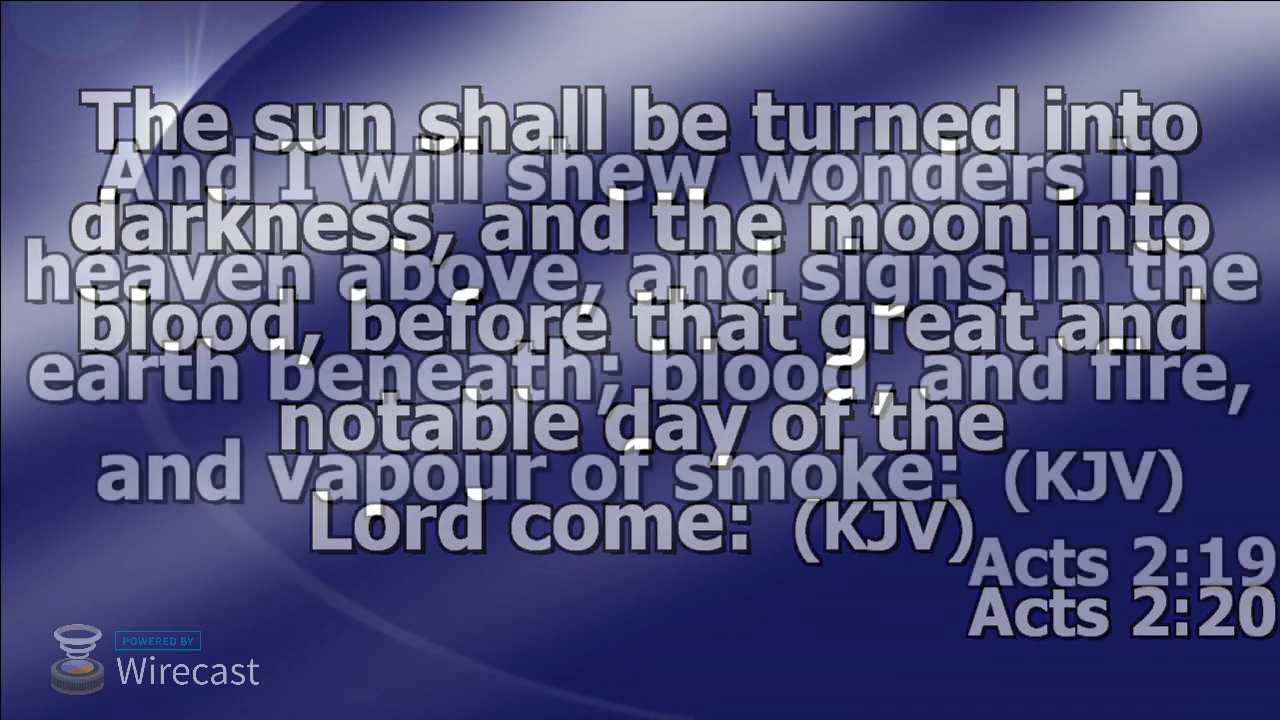 The sun shall be turned into
And I will shew wonders in
darkness, and the moon into
heaven above, and signs in the
blood, before that great and
earth beneath; blood, and fire,
notable day of the
and vapour of smoke: (KJV)
Lord come: (KJV)
Acts 2:19
Acts 2:20
POWERED BY
Wirecast